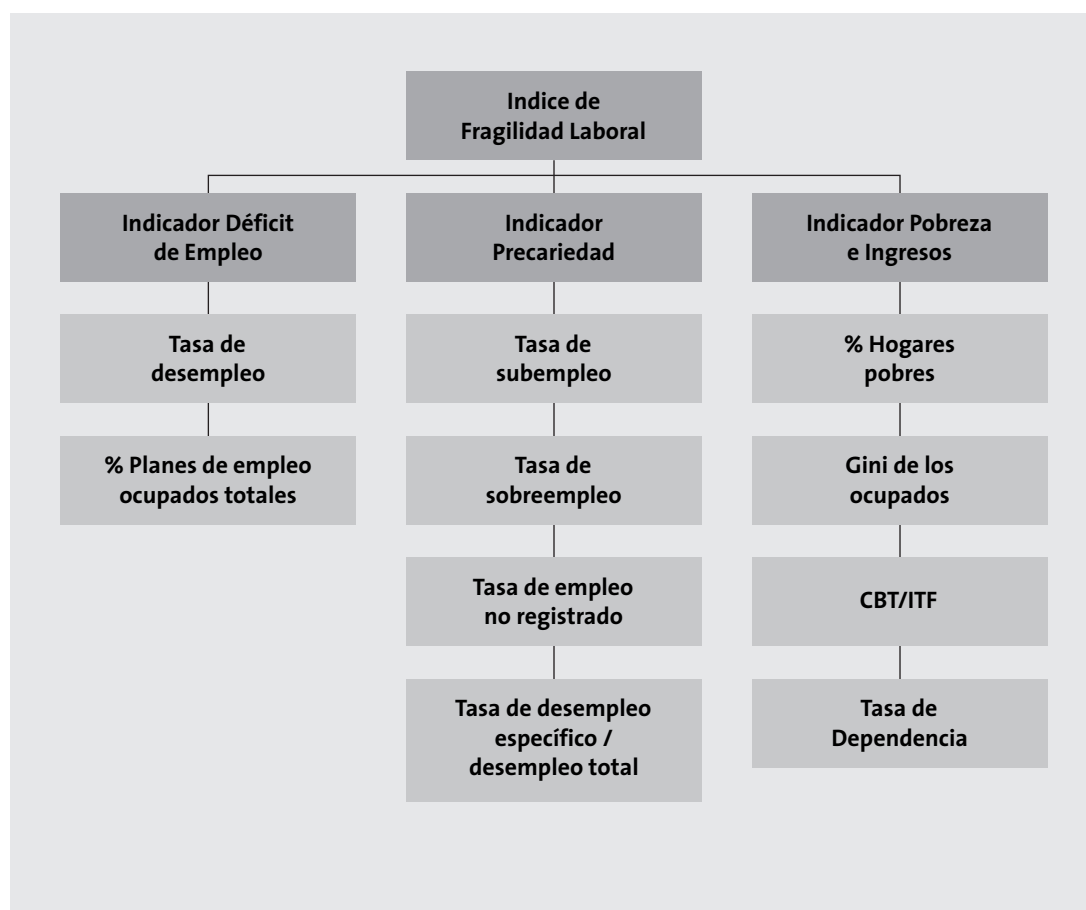 Indice de
Fragilidad Laboral
Indicador Déficit
de Empleo
Tasa de
desempleo
% Planes de empleo
ocupados totales
Indicador
Precariedad
Tasa de
subempleo
Tasa de
sobreempleo
Tasa de empleo
no registrado
Tasa de desempleo
específico /
desempleo total
Indicador Pobreza
e Ingresos
% Hogares
pobres
Gini de los
ocupados
CBT/ITF
Tasa de
Dependencia